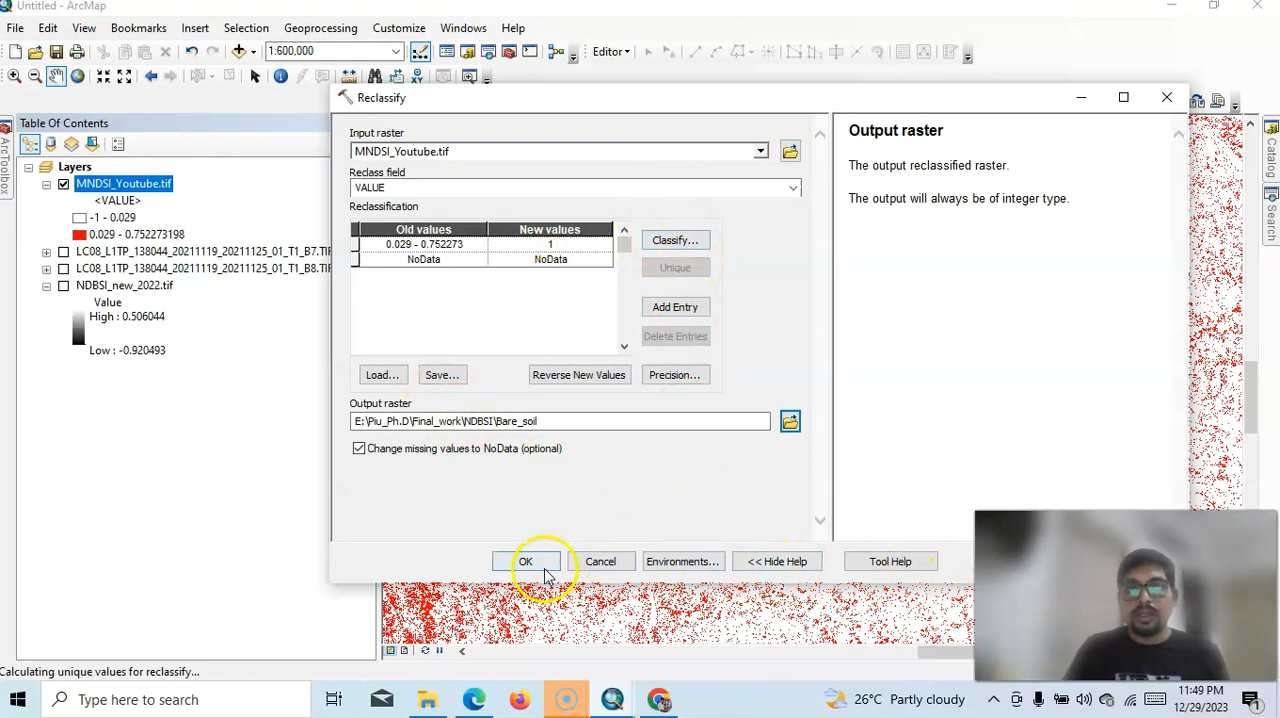 Untitled - ArcMap
File Edit View Bookmarks Insert Selection Geoprocessing Customize Windows Help
1:600,000
Editor
Reclassify
Table Of Contents
Layers
MNDSI_Youtube.tif
<VALUE>
-1 - 0.029
0.029 - 0.752273198
LC08_L1TP_138044_20211119_20211125_01_T1_B7.TIF
LC08_L1TP_138044_20211119_20211125_01_T1_B6.TIF
NDBSI_new_2022.tif
Value
High : 0.506044
Low : -0.920493
ArcToolbox
Input raster
MNDSI_Youtube.tif
Reclass field
VALUE
Reclassification
Old values New values
0.029 - 0.752273 1
NoData NoData
Classify...
Unique
Add Entry
Delete Entries
Load... Save... Reverse New Values Precision...
Output raster
E:\Piu_Ph.D\Final_work\NDBSI\Bare_soil
Change missing values to NoData (optional)
OK Cancel Environments... << Hide Help Tool Help
Output raster
The output reclassified raster.
The output will always be of integer type.
Catalog
Search
Calculating unique values for reclassify...
Type here to search
26°C Partly cloudy
11:49 PM
12/29/2023
1